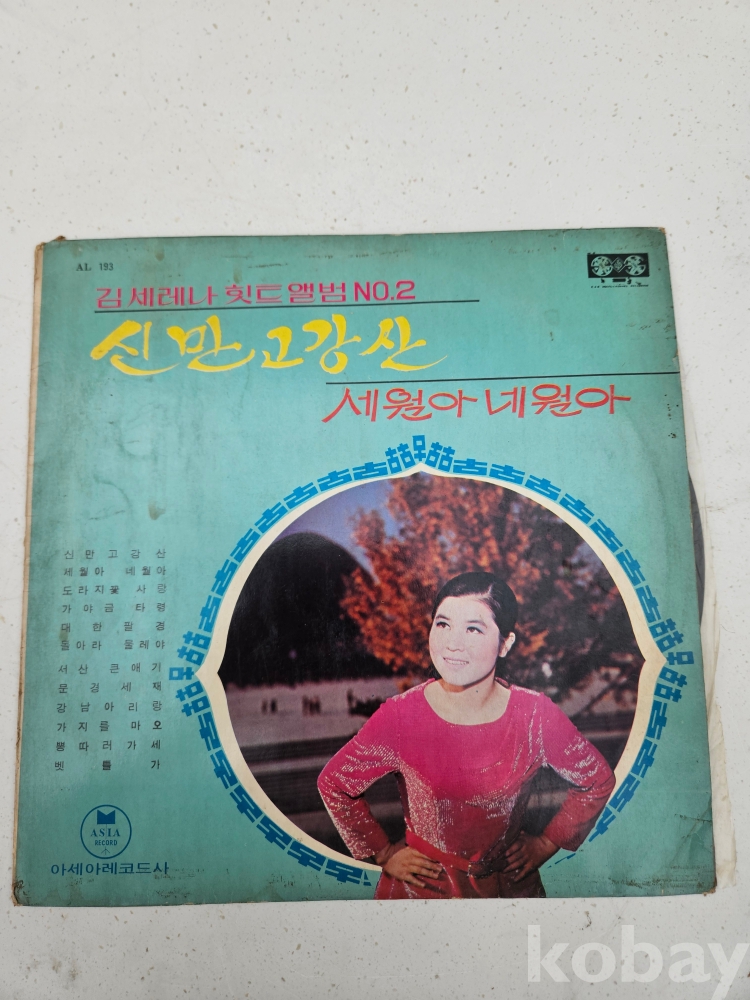 AL 193
김세레나 힛드앨범 NO.2
신만고강산
세월아 네월아
신만고강산
세월아 네월아
도라지꽃 사랑
가야금 타령
대한팔경
돌아라 물레야
서산큰애기
문경세재
강남아리랑
가지를마오
뽕따러가세
벳틀가
ASIA
RECORD
아세아레코드사
kobay